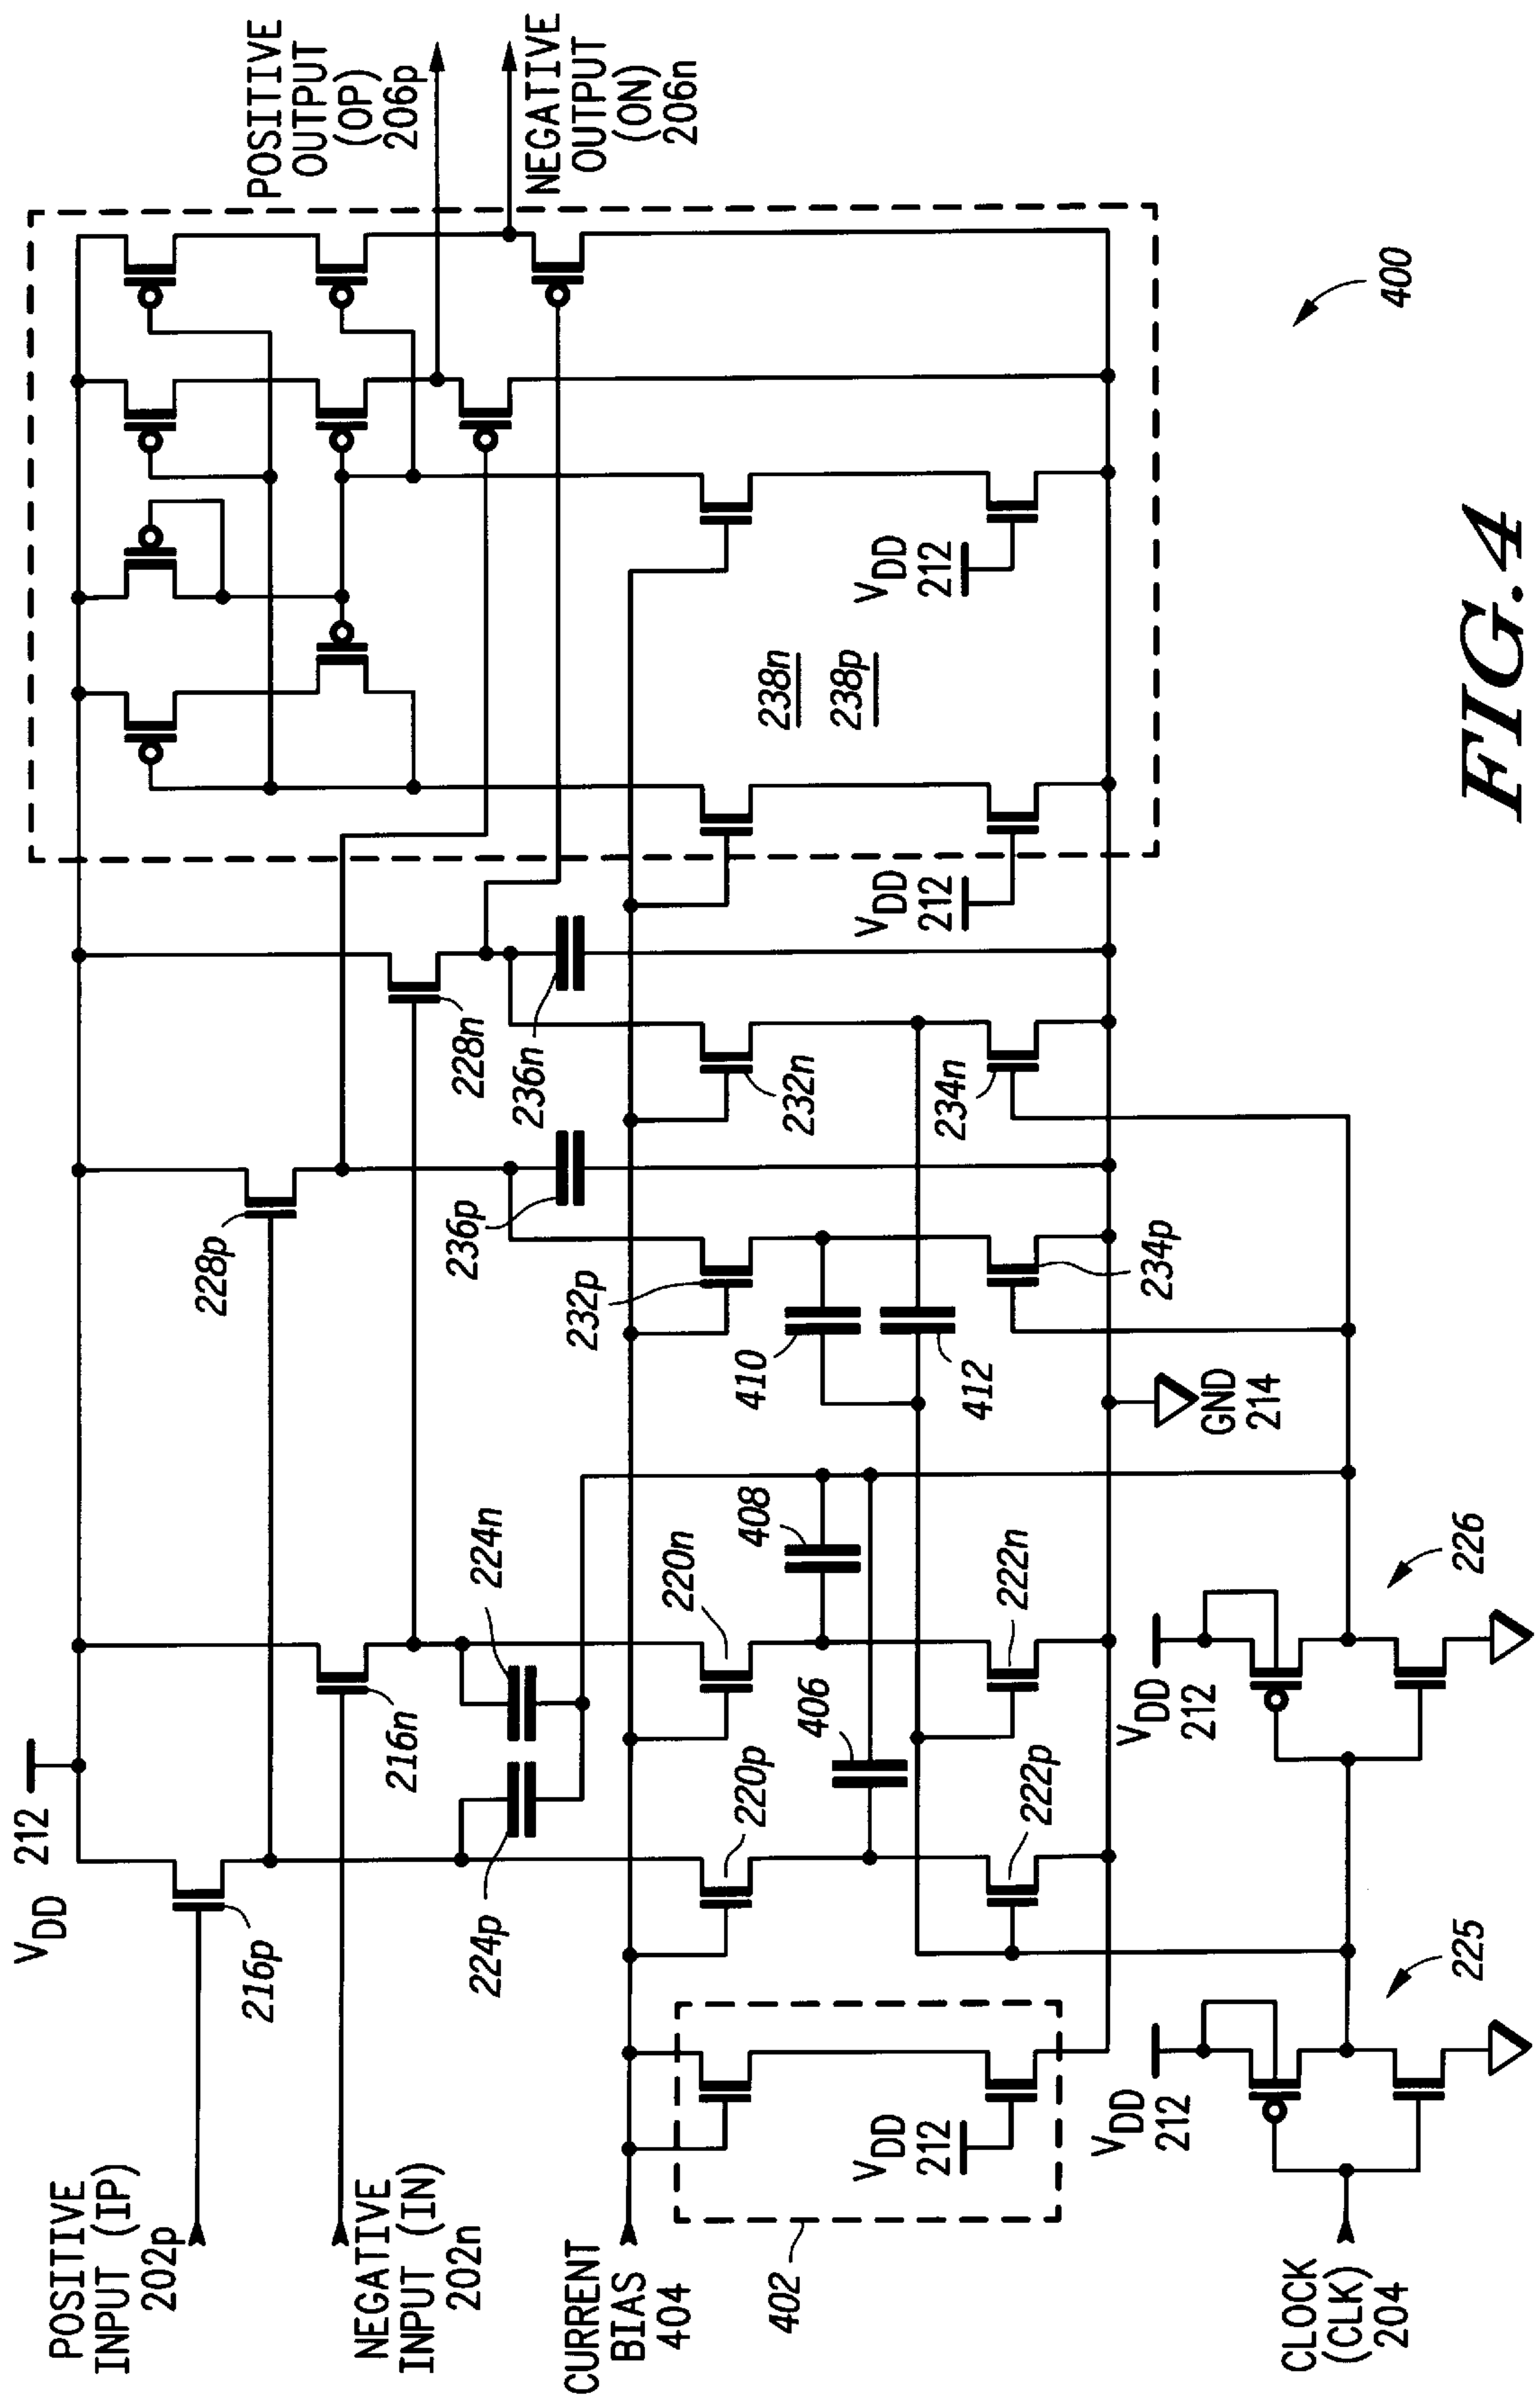 POSITIVE
INPUT (IP)
202p
NEGATIVE
INPUT (IN)
202n
CURRENT
BIAS
404
402
CLOCK
(CLK)
204
VDD
212
216p
216n
224p
224n
220p
220n
406
408
222p
222n
VDD
212
VDD
212
225
VDD
212
226
228p
228n
236p
236n
232p
232n
410
412
234p
234n
GND
214
VDD
212
VDD
212
238n
238p
POSITIVE
OUTPUT
(OP)
206p
NEGATIVE
OUTPUT
(ON)
206n
400
FIG.4